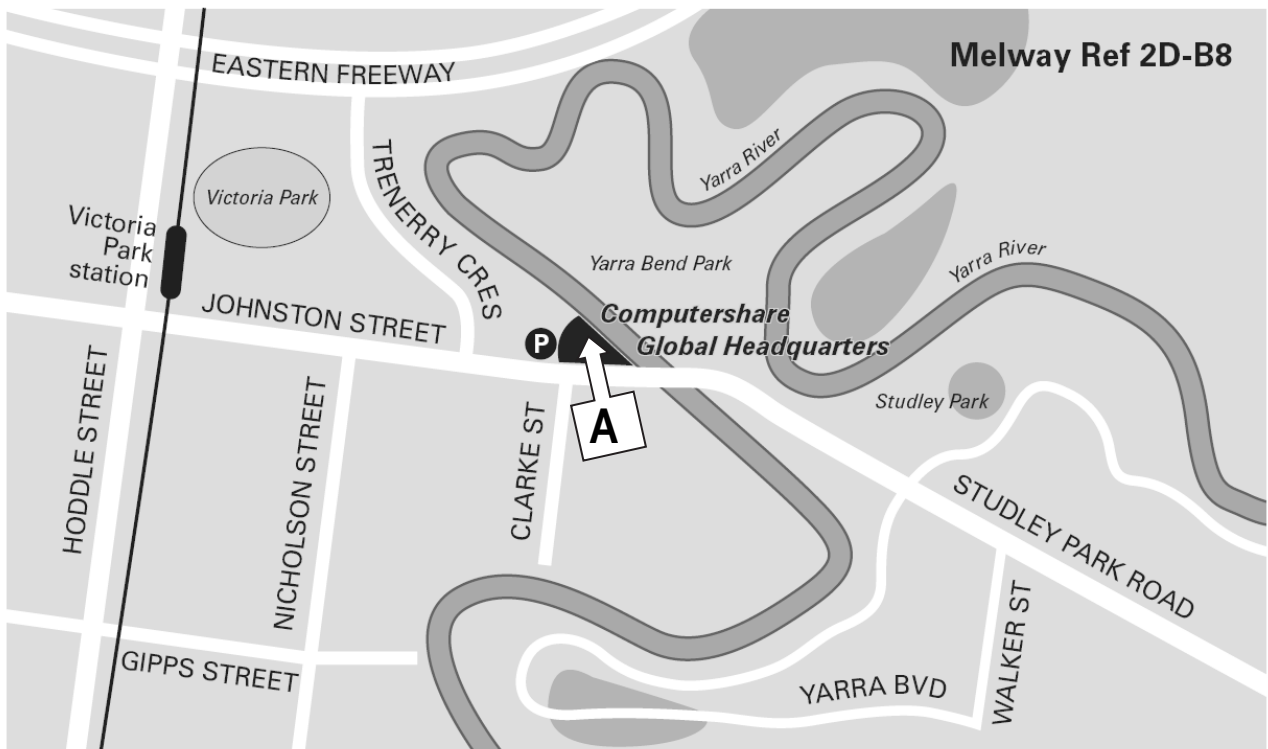 Melway Ref 2D-B8
EASTERN FREEWAY
TRENERRY CRES
Yarra River
Victoria Park
Victoria
Park
station
Yarra Bend Park
Yarra River
JOHNSTON STREET
Computershare
Global Headquarters
P
A
Studley Park
HODDLE STREET
NICHOLSON STREET
CLARKE ST
STUDLEY PARK ROAD
WALKER ST
GIPPS STREET
YARRA BVD